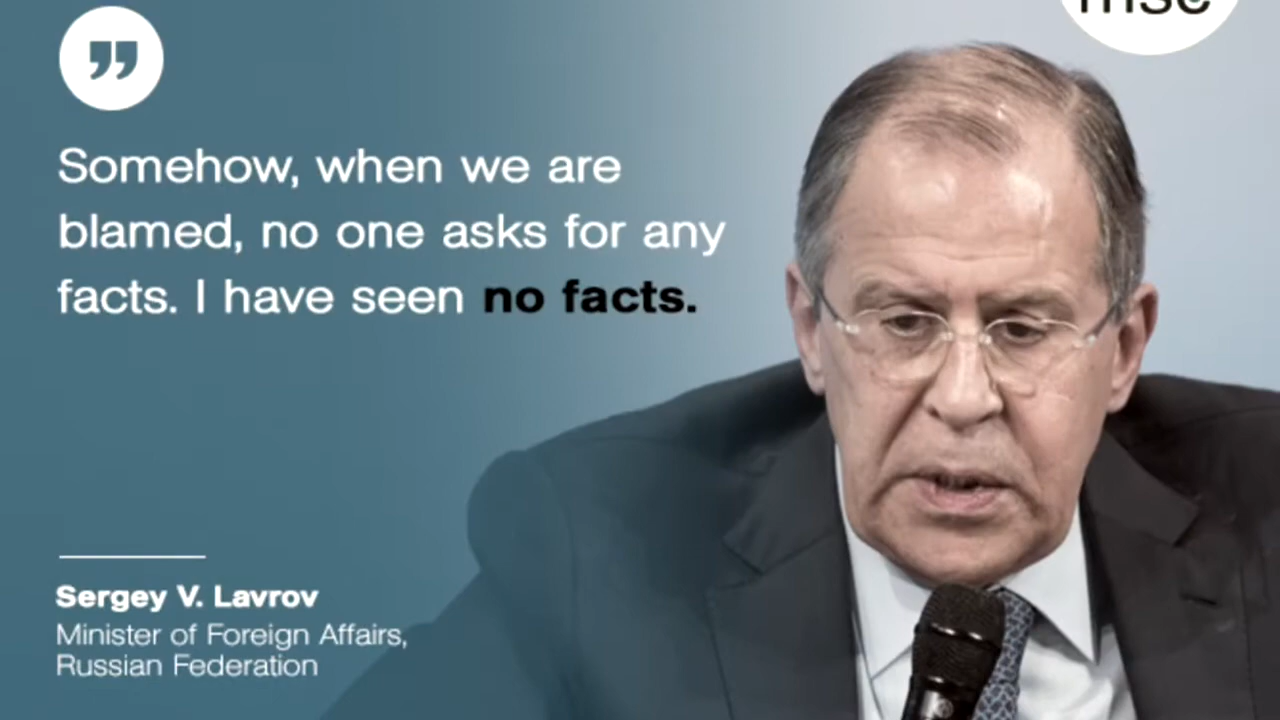 msc
”
Somehow, when we are
blamed, no one asks for any
facts. I have seen no facts.
Sergey V. Lavrov
Minister of Foreign Affairs,
Russian Federation